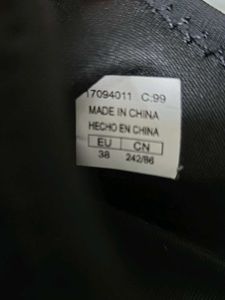 17094011 C:99
MADE IN CHINA
HECHO EN CHINA
EU CN
38 242/86